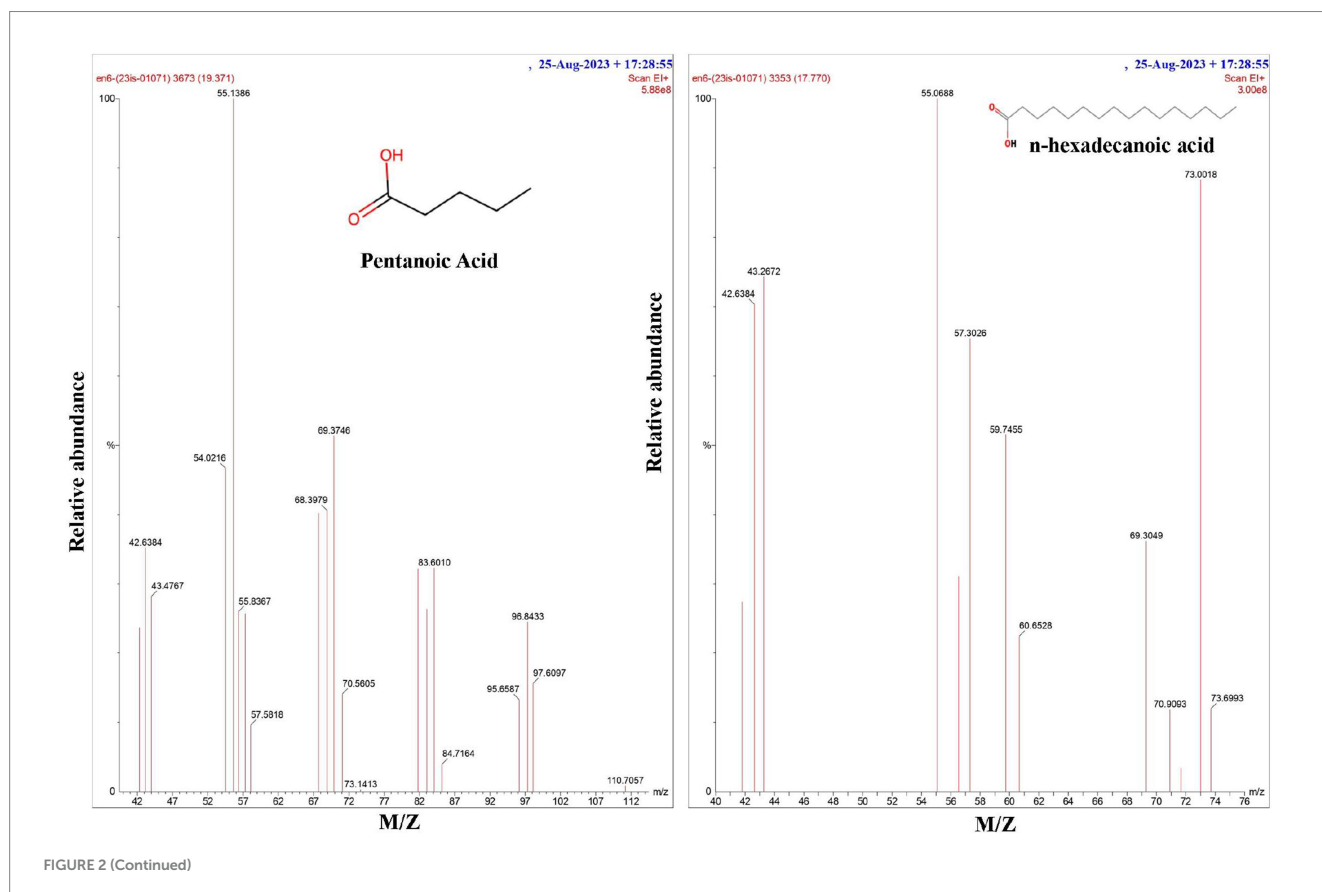 , 25-Aug-2023 + 17:28:55
en6-(23is-01071) 3673 (19.371)
Scan EI+
5.88e8
100
55.1386
OH
O
Pentanoic Acid
69.3746
%
54.0216
68.3979
42.6384
43.4767
55.8367
83.6010
96.8433
70.5605
95.6587
97.6097
57.5818
84.7164
73.1413
110.7057
0
m/z
42 47 52 57 62 67 72 77 82 87 92 97 102 107 112
Relative abundance
M/Z
, 25-Aug-2023 + 17:28:55
en6-(23is-01071) 3353 (17.770)
Scan EI+
3.00e8
100
55.0688
O
OH
n-hexadecanoic acid
73.0018
43.2672
42.6384
57.3026
%
59.7455
69.3049
60.6528
70.9093
73.6993
0
m/z
40 42 44 46 48 50 52 54 56 58 60 62 64 66 68 70 72 74 76
Relative abundance
M/Z
FIGURE 2 (Continued)